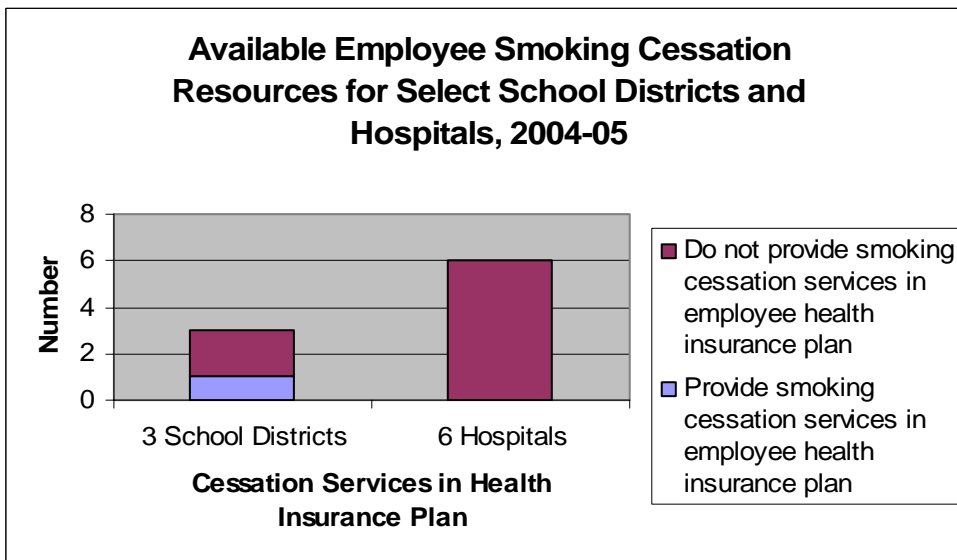 Available Employee Smoking Cessation
Resources for Select School Districts and
Hospitals, 2004-05
8
6
4
2
0
Number
3 School Districts
6 Hospitals
Cessation Services in Health
Insurance Plan
Do not provide smoking
cessation services in
employee health
insurance plan
Provide smoking
cessation services in
employee health
insurance plan